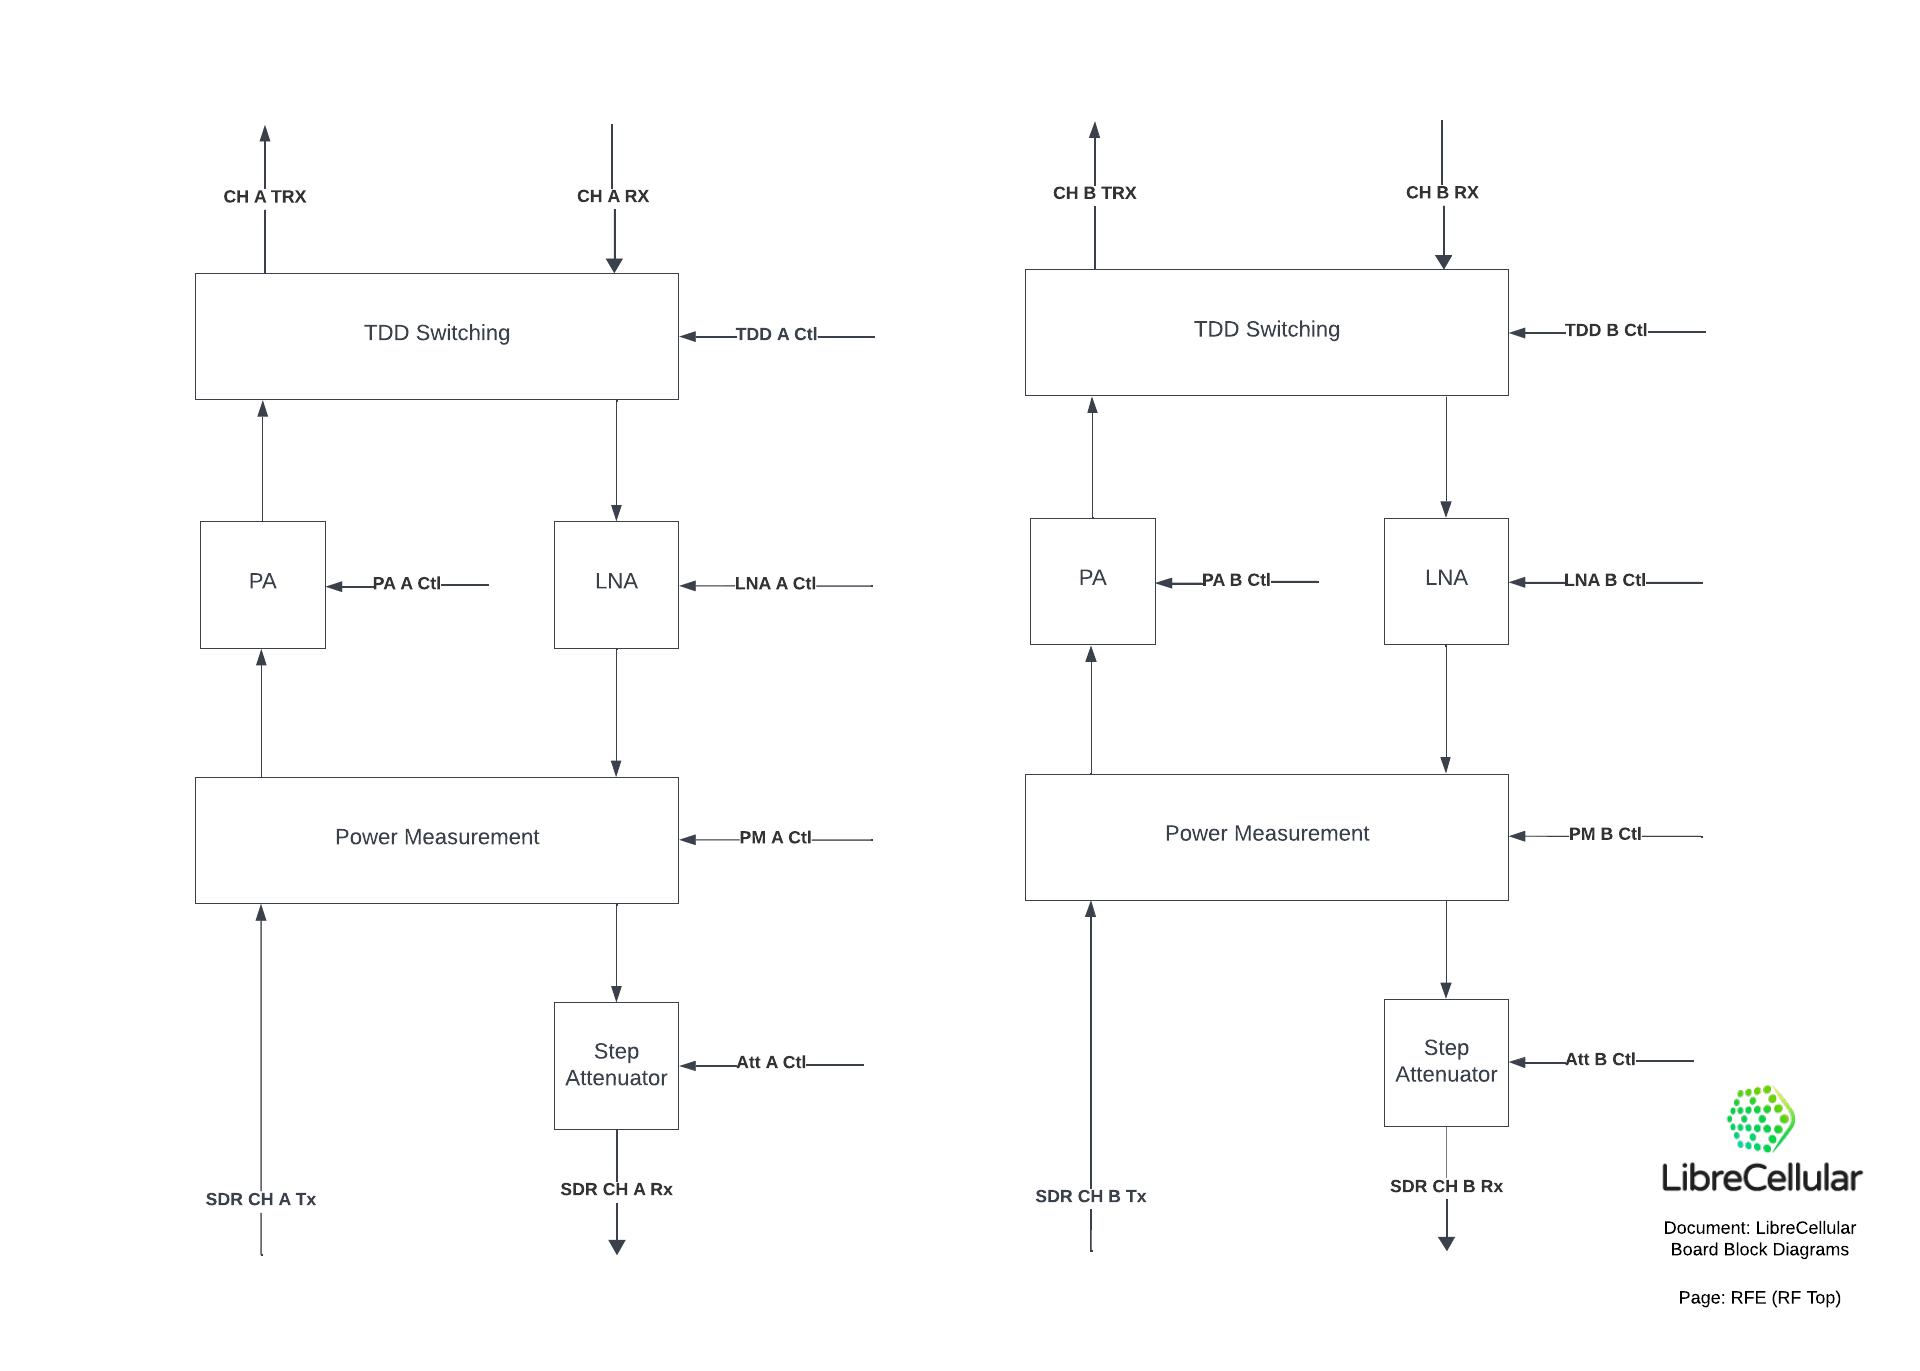 CH A TRX
CH A RX
TDD Switching
TDD A Ctl
PA
PA A Ctl
LNA
LNA A Ctl
Power Measurement
PM A Ctl
Step
Attenuator
Att A Ctl
SDR CH A Tx
SDR CH A Rx
CH B TRX
CH B RX
TDD Switching
TDD B Ctl
PA
PA B Ctl
LNA
LNA B Ctl
Power Measurement
PM B Ctl
Step
Attenuator
Att B Ctl
SDR CH B Tx
SDR CH B Rx
LibreCellular
Document: LibreCellular
Board Block Diagrams
Page: RFE (RF Top)